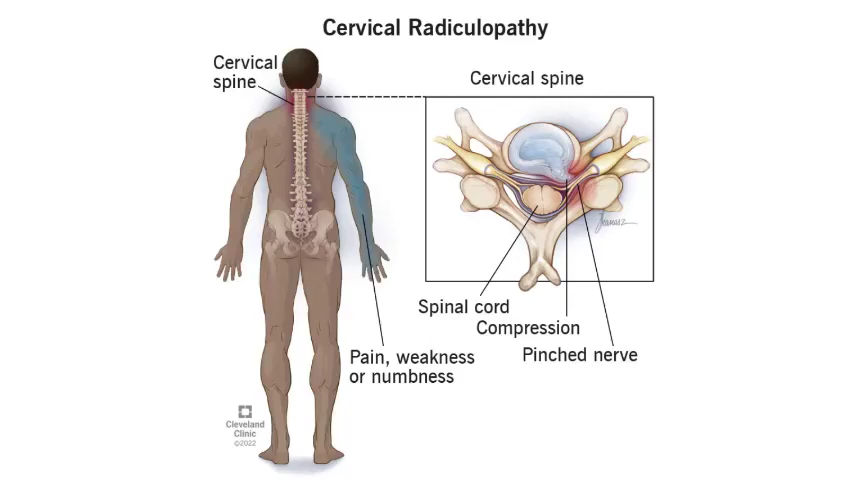 Cervical Radiculopathy
Cervical
spine
Cervical spine
Spinal cord
Compression
Pinched nerve
Pain, weakness
or numbness
Cleveland
Clinic
©2022